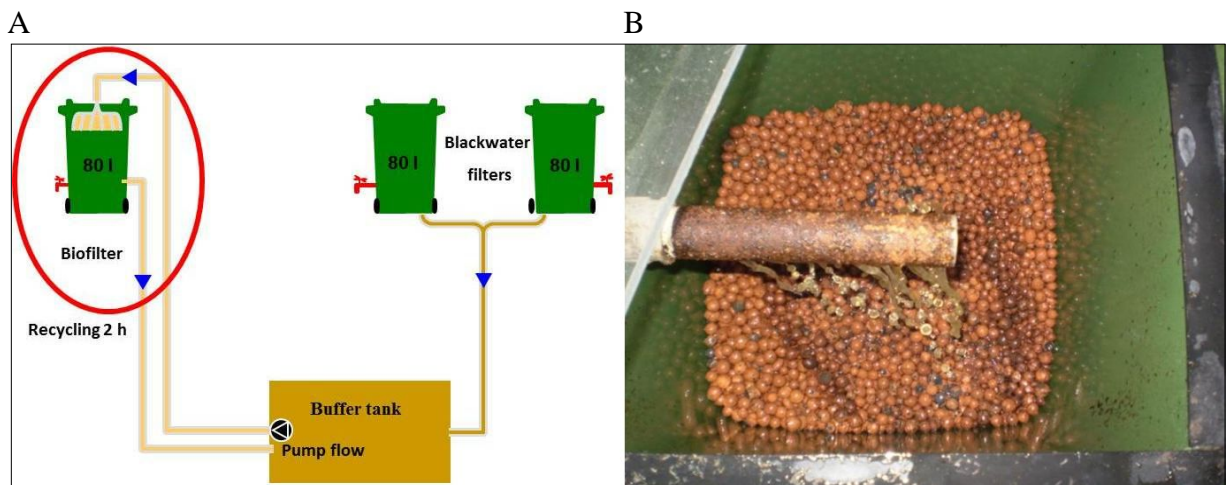 A
B
80 l
Biofilter
Recycling 2 h
80 l
Blackwater
filters
80 l
Buffer tank
Pump flow